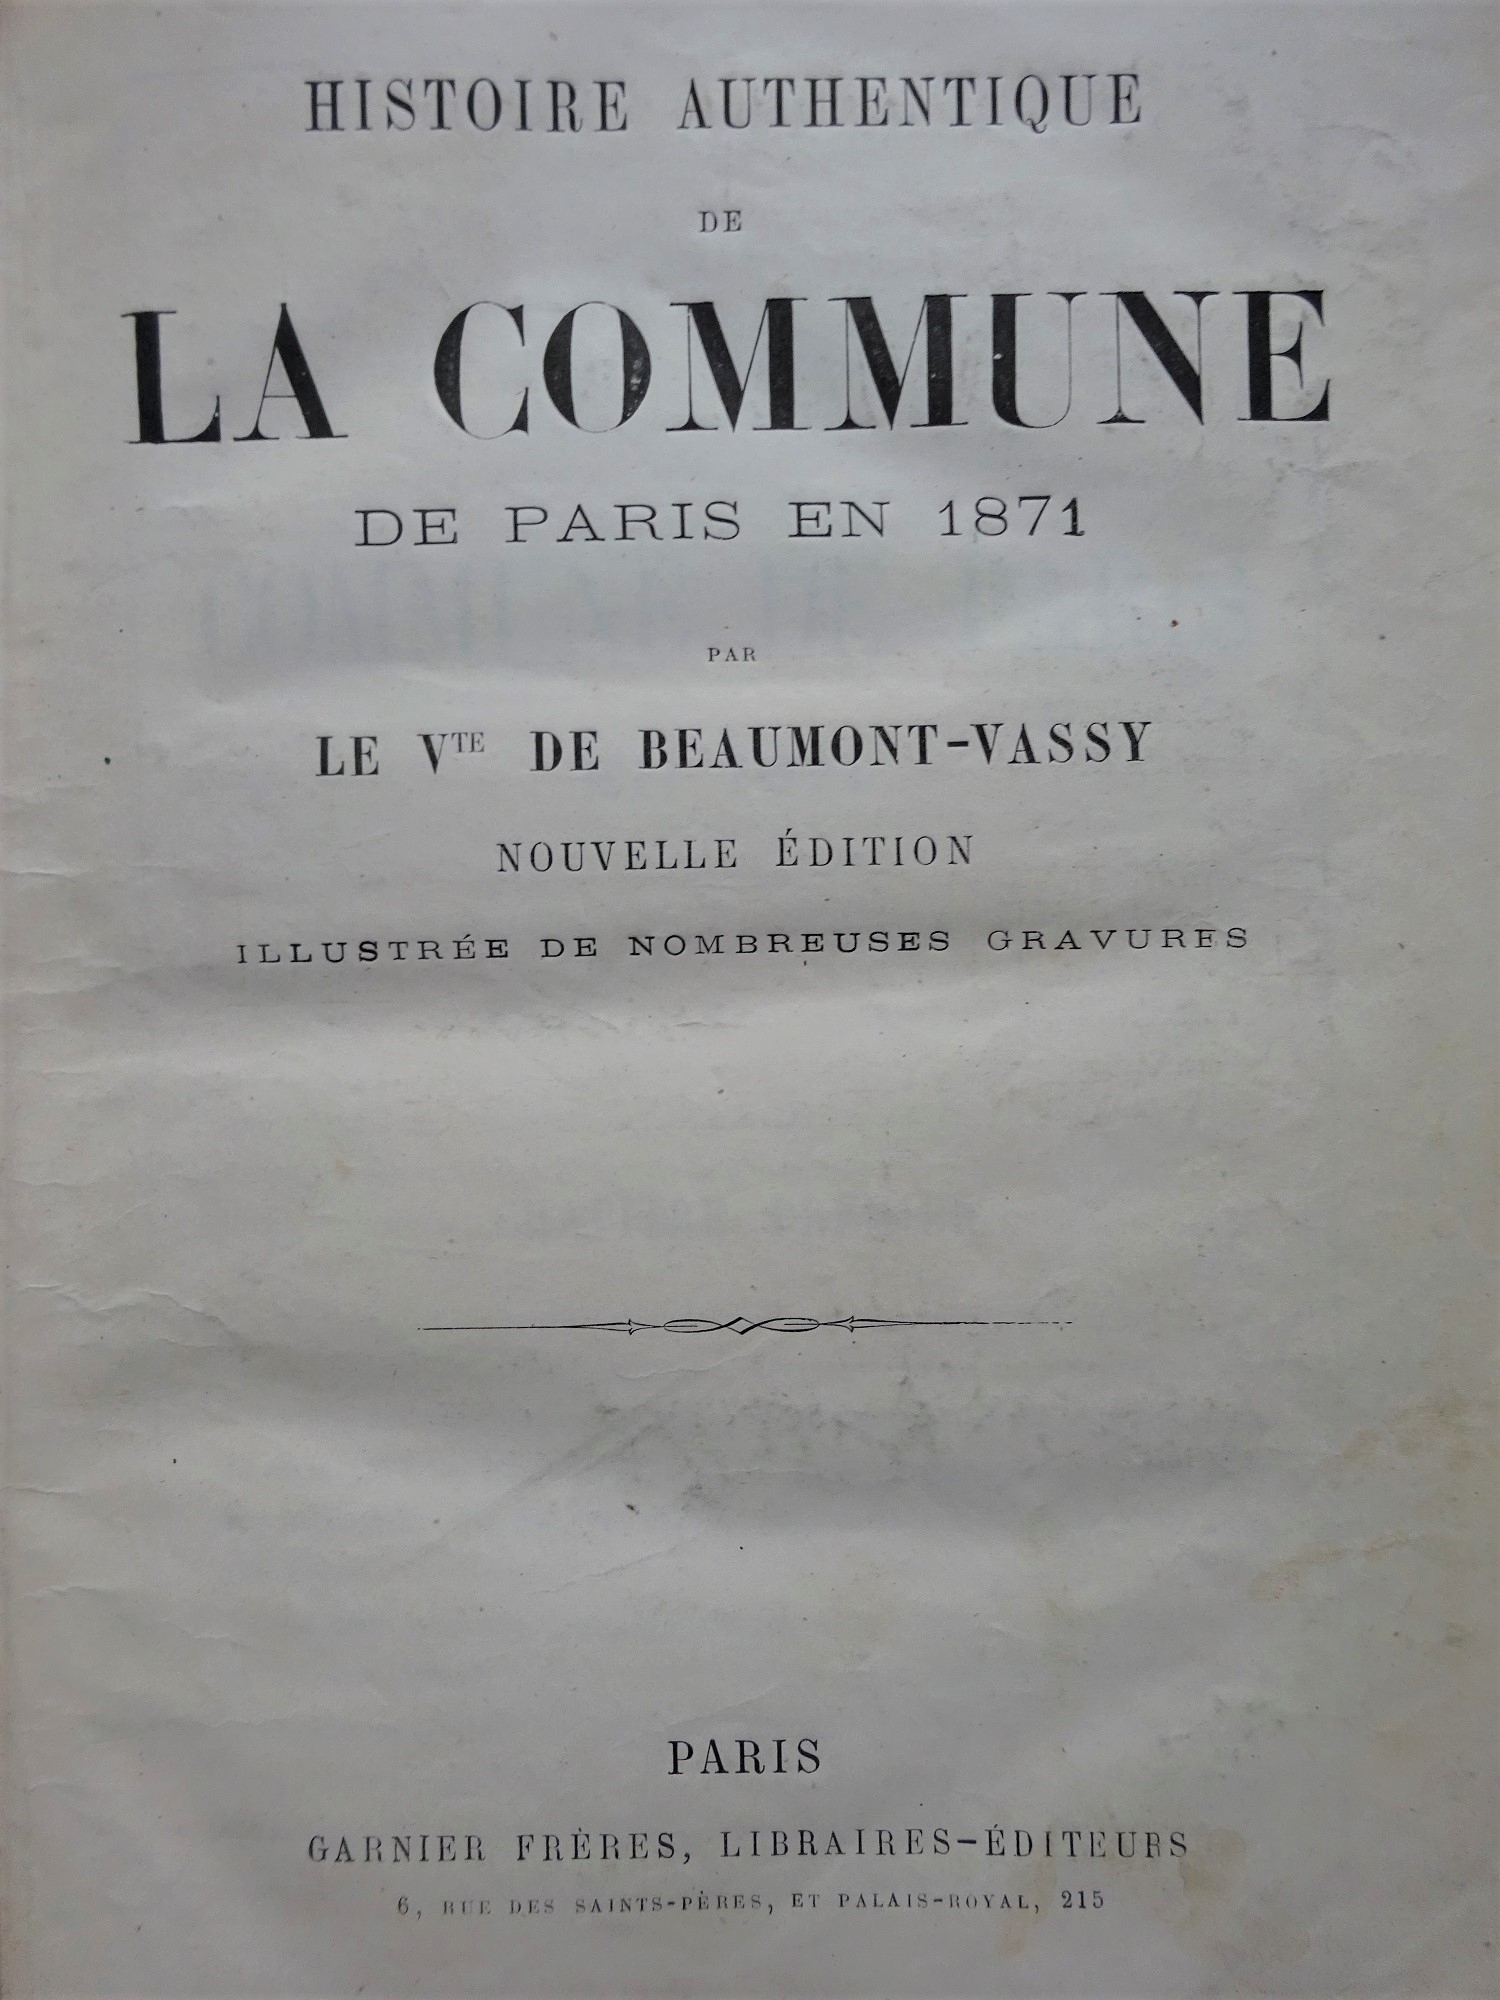 HISTOIRE AUTHENTIQUE
DE
LA COMMUNE
DE PARIS EN 1871
PAR
LE VTE DE BEAUMONT-VASSY
NOUVELLE ÉDITION
ILLUSTRÉE DE NOMBREUSES GRAVURES
PARIS
GARNIER FRÈRES, LIBRAIRES-ÉDITEURS
6, RUE DES SAINTS-PÈRES, ET PALAIS-ROYAL, 215